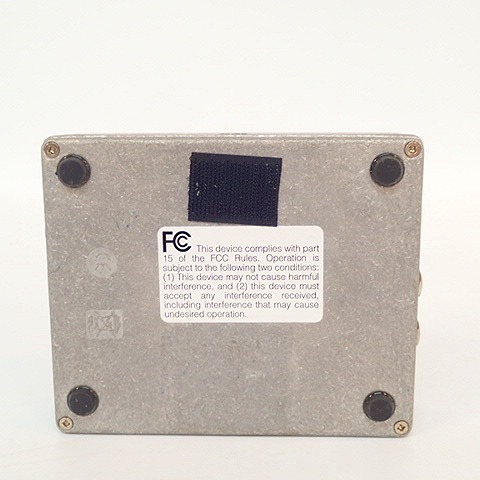 FC This device complies with part
15 of the FCC Rules. Operation is
subject to the following two conditions:
(1) This device may not cause harmful
interference, and (2) this device must
accept any interference received,
including interference that may cause
undesired operation.